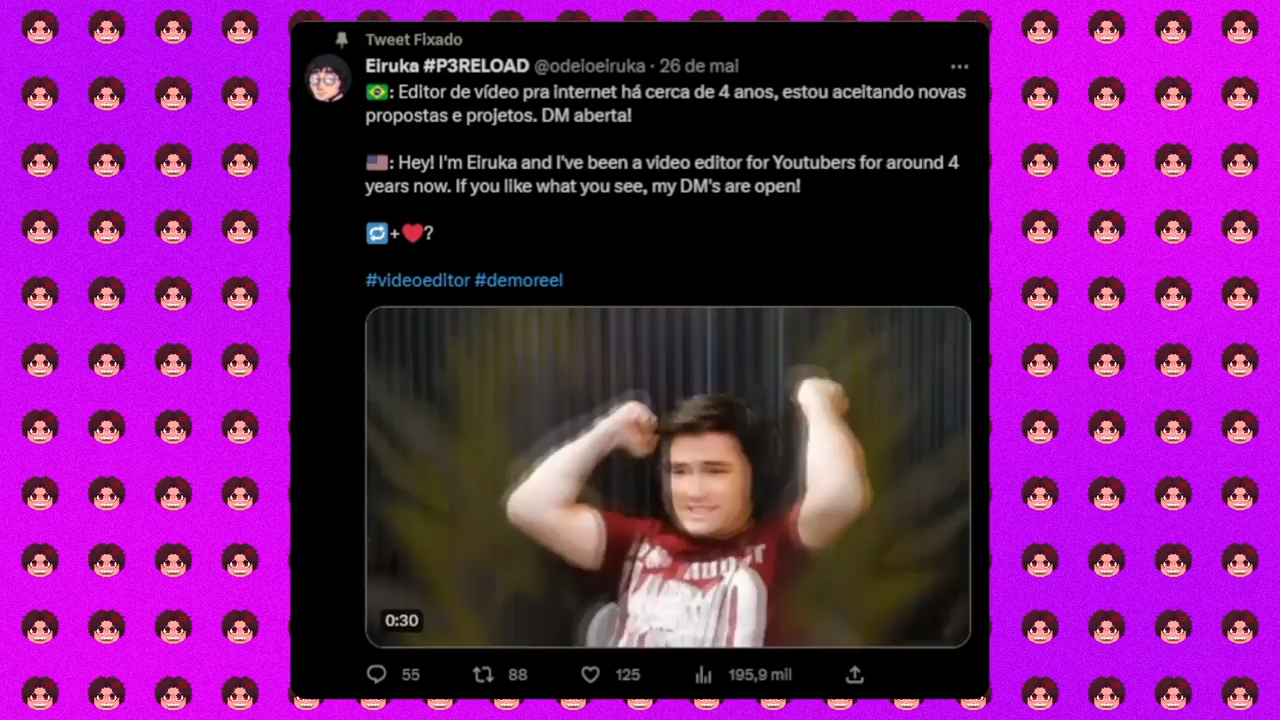 Tweet Fixado
Eiruka #P3RELOAD @odeloeiruka · 26 de mai
🇧🇷: Editor de vídeo pra internet há cerca de 4 anos, estou aceitando novas
propostas e projetos. DM aberta!
🇺🇸: Hey! I'm Eiruka and I've been a video editor for Youtubers for around 4
years now. If you like what you see, my DM's are open!
🔁+❤️?
#videoeditor #demoreel
0:30
55 88 125 195,9 mil